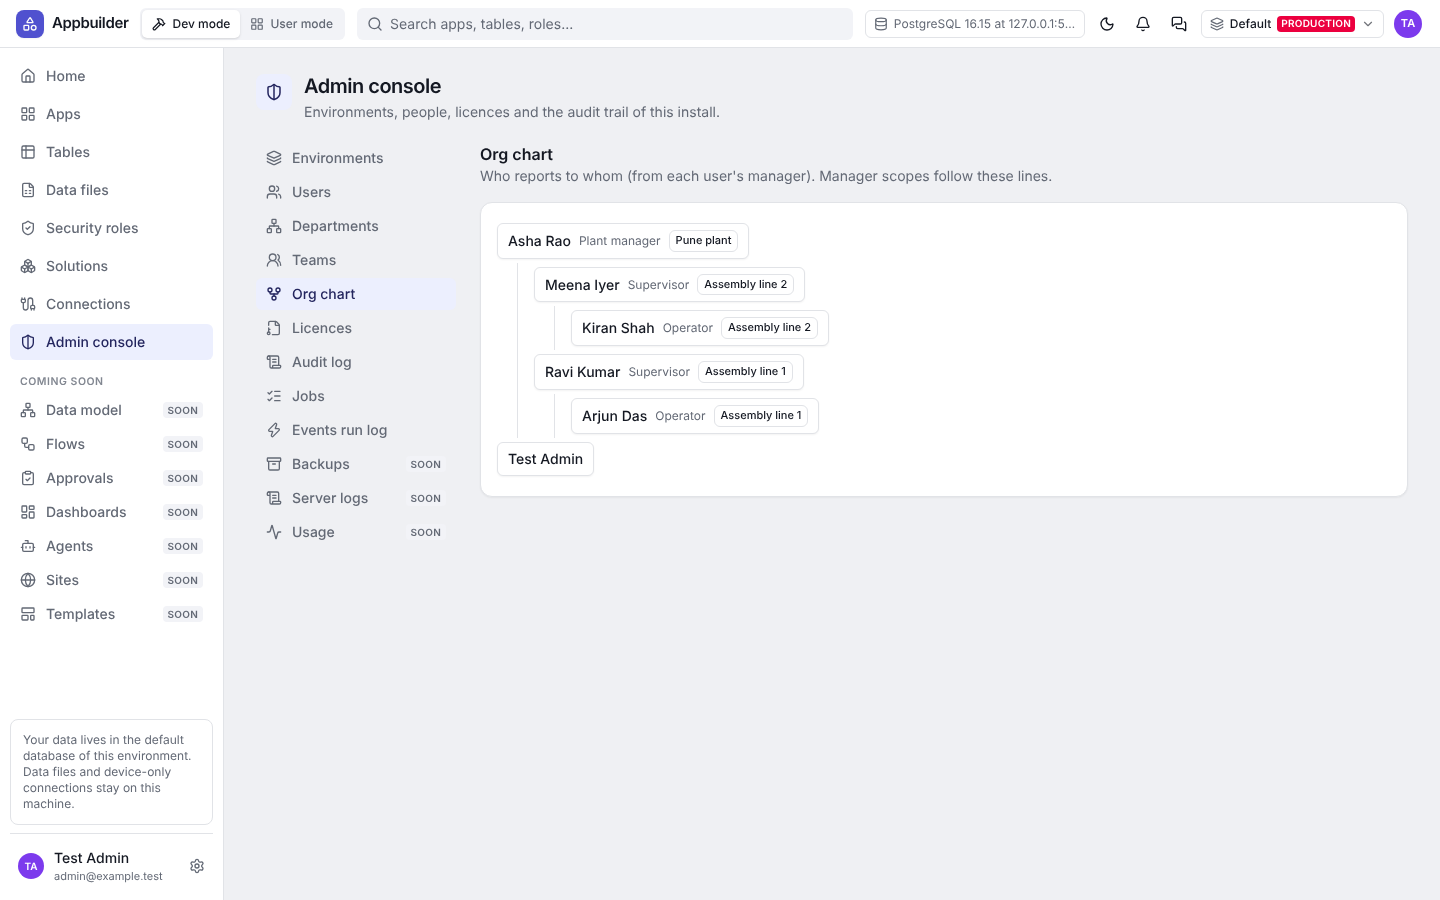 Appbuilder
Dev mode
User mode
Search apps, tables, roles...
PostgreSQL 16.15 at 127.0.0.1:5...
Default PRODUCTION
TA
Home
Apps
Tables
Data files
Security roles
Solutions
Connections
Admin console
COMING SOON
Data model SOON
Flows SOON
Approvals SOON
Dashboards SOON
Agents SOON
Sites SOON
Templates SOON
Your data lives in the default
database of this environment.
Data files and device-only
connections stay on this
machine.
TA
Test Admin
admin@example.test
Admin console
Environments, people, licences and the audit trail of this install.
Environments
Users
Departments
Teams
Org chart
Licences
Audit log
Jobs
Events run log
Backups SOON
Server logs SOON
Usage SOON
Org chart
Who reports to whom (from each user's manager). Manager scopes follow these lines.
Asha Rao Plant manager Pune plant
Meena Iyer Supervisor Assembly line 2
Kiran Shah Operator Assembly line 2
Ravi Kumar Supervisor Assembly line 1
Arjun Das Operator Assembly line 1
Test Admin